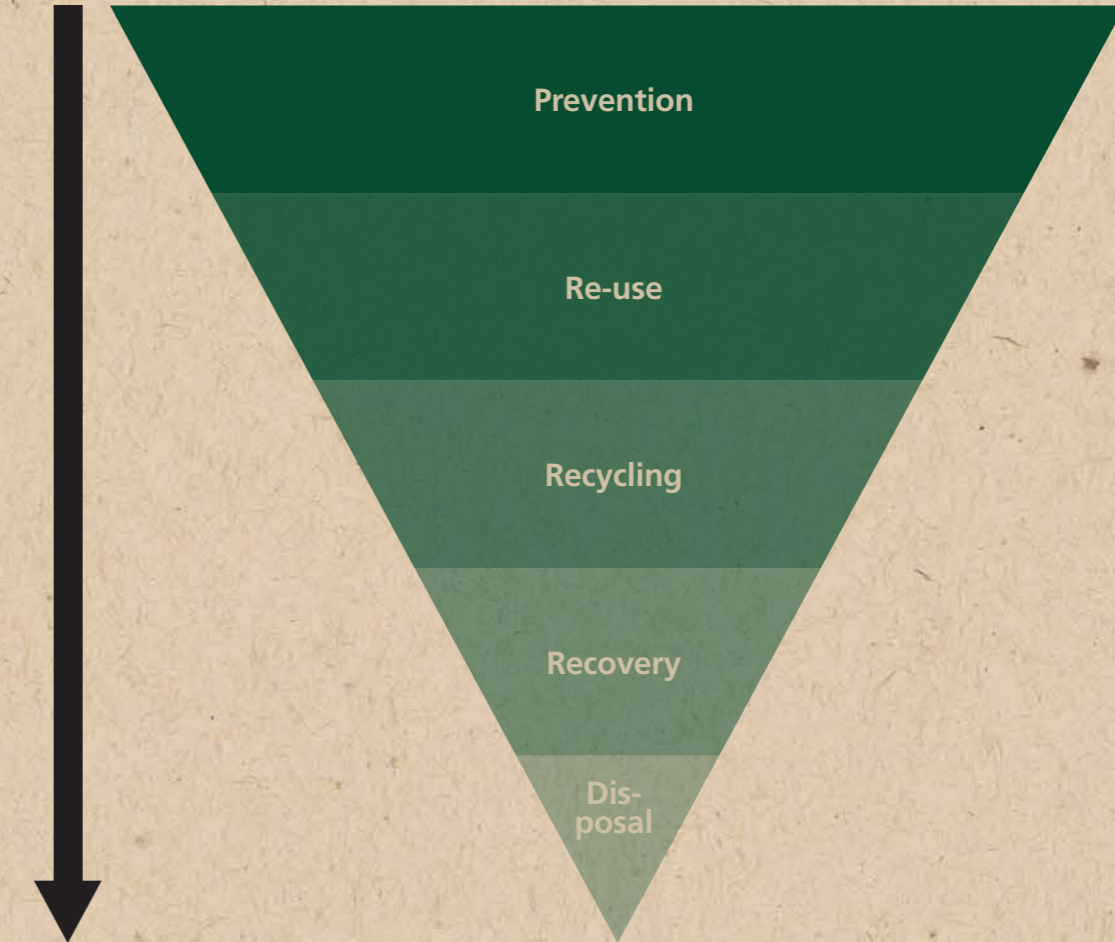 Prevention
Re-use
Recycling
Recovery
Dis-
posal